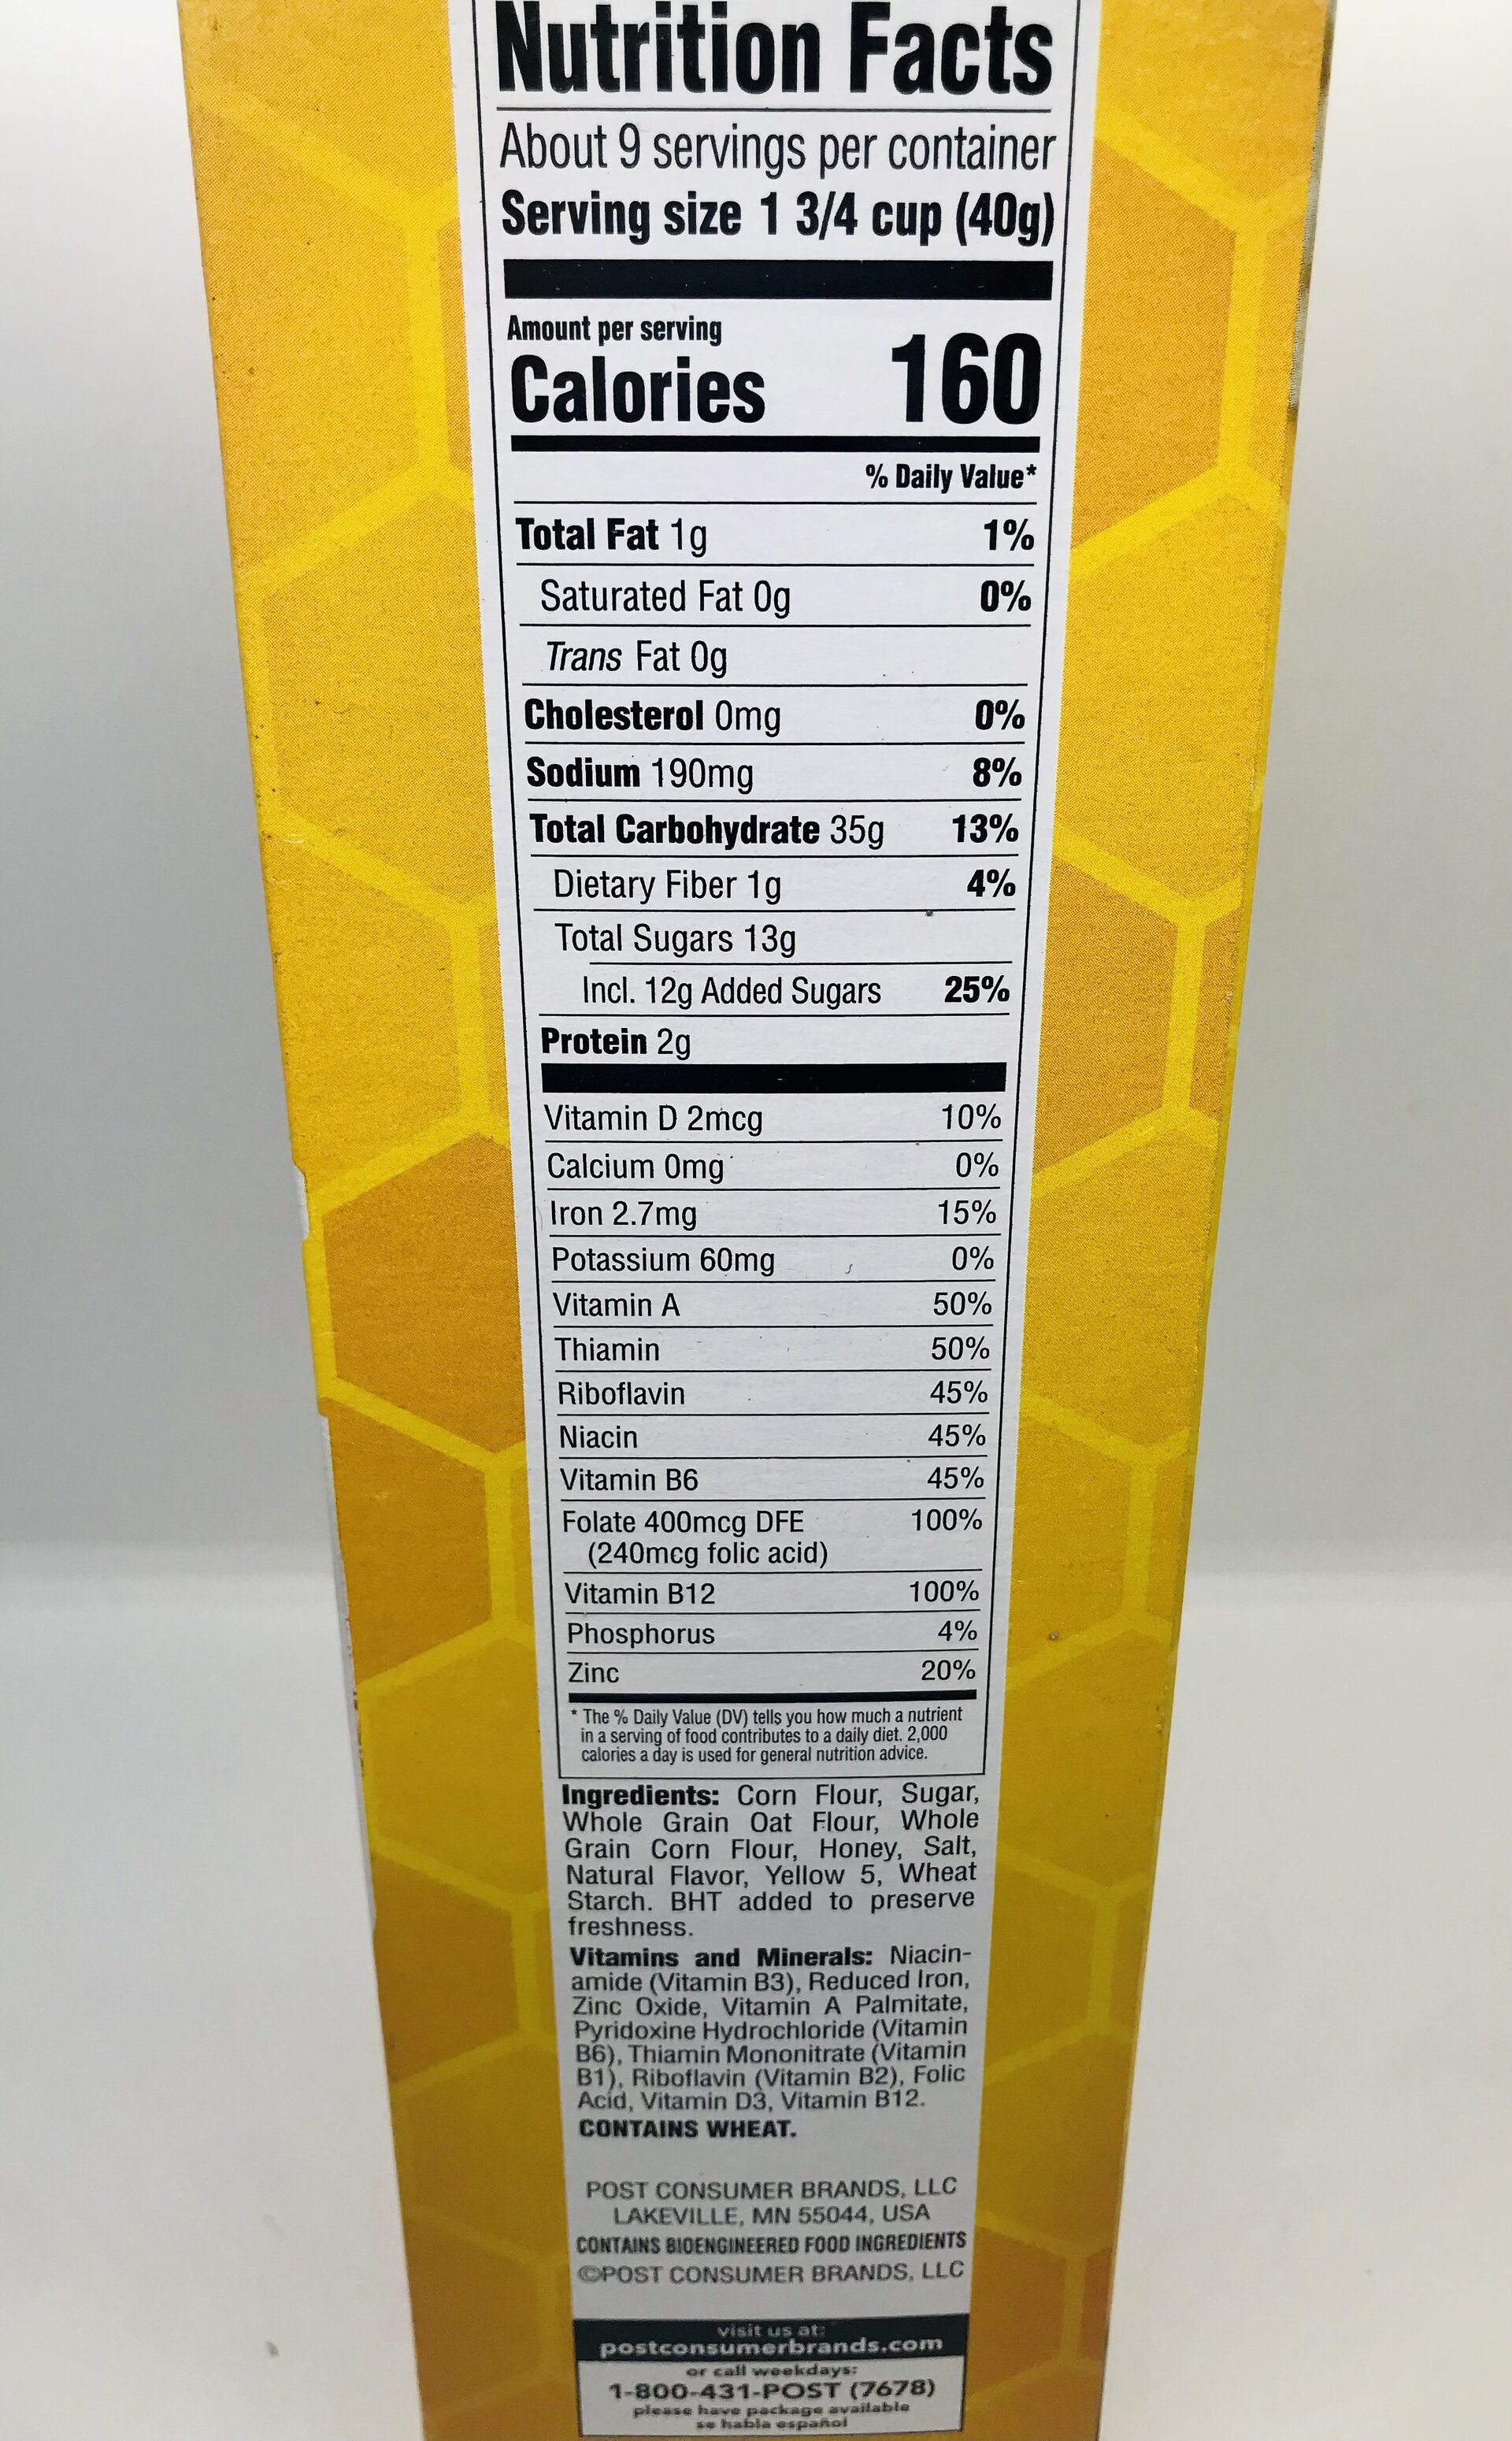 Nutrition Facts
About 9 servings per container
Serving size 1 3/4 cup (40g)
Amount per serving
Calories 160
% Daily Value*
Total Fat 1g 1%
Saturated Fat 0g 0%
Trans Fat 0g
Cholesterol 0mg 0%
Sodium 190mg 8%
Total Carbohydrate 35g 13%
Dietary Fiber 1g 4%
Total Sugars 13g
Incl. 12g Added Sugars 25%
Protein 2g
Vitamin D 2mcg 10%
Calcium 0mg 0%
Iron 2.7mg 15%
Potassium 60mg 0%
Vitamin A 50%
Thiamin 50%
Riboflavin 45%
Niacin 45%
Vitamin B6 45%
Folate 400mcg DFE 100%
(240mcg folic acid)
Vitamin B12 100%
Phosphorus 4%
Zinc 20%
* The % Daily Value (DV) tells you how much a nutrient
in a serving of food contributes to a daily diet. 2,000
calories a day is used for general nutrition advice.
Ingredients: Corn Flour, Sugar,
Whole Grain Oat Flour, Whole
Grain Corn Flour, Honey, Salt,
Natural Flavor, Yellow 5, Wheat
Starch. BHT added to preserve
freshness.
Vitamins and Minerals: Niacin-
amide (Vitamin B3), Reduced Iron,
Zinc Oxide, Vitamin A Palmitate,
Pyridoxine Hydrochloride (Vitamin
B6), Thiamin Mononitrate (Vitamin
B1), Riboflavin (Vitamin B2), Folic
Acid, Vitamin D3, Vitamin B12.
CONTAINS WHEAT.
POST CONSUMER BRANDS, LLC
LAKEVILLE, MN 55044, USA
CONTAINS BIOENGINEERED FOOD INGREDIENTS
©POST CONSUMER BRANDS, LLC
visit us at:
postconsumerbrands.com
or call weekdays:
1-800-431-POST (7678)
please have package available
se habla español